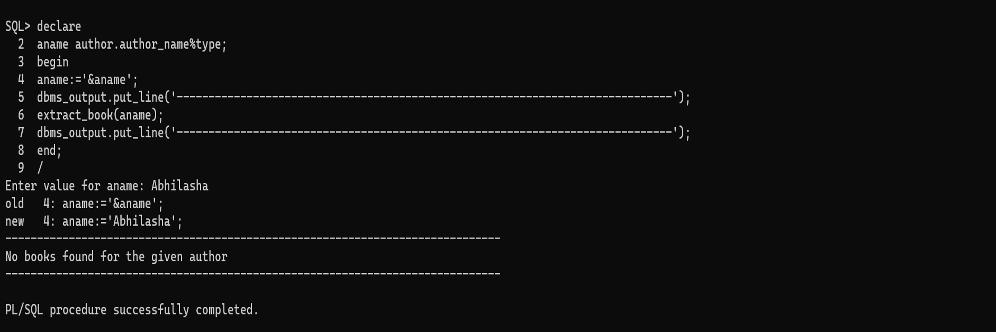 SQL> declare
  2  aname author.author_name%type;
  3  begin
  4  aname:='&aname';
  5  dbms_output.put_line('------------------------------------------------------------------------------');
  6  extract_book(aname);
  7  dbms_output.put_line('------------------------------------------------------------------------------');
  8  end;
  9  /
Enter value for aname: Abhilasha
old   4: aname:='&aname';
new   4: aname:='Abhilasha';
------------------------------------------------------------------------------
No books found for the given author
------------------------------------------------------------------------------
PL/SQL procedure successfully completed.